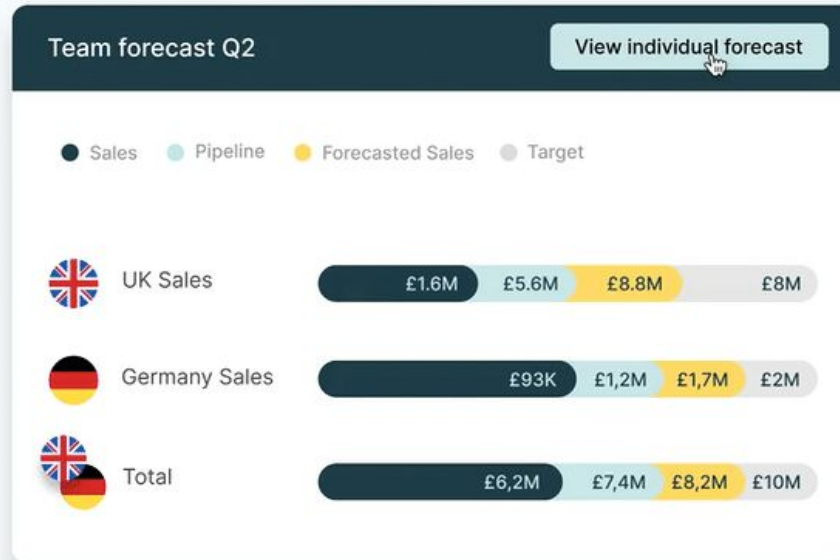 Team forecast Q2
View individual forecast
Sales
Pipeline
Forecasted Sales
Target
UK Sales
£1.6M
£5.6M
£8.8M
£8M
Germany Sales
£93K
£1,2M
£1,7M
£2M
Total
£6,2M
£7,4M
£8,2M
£10M